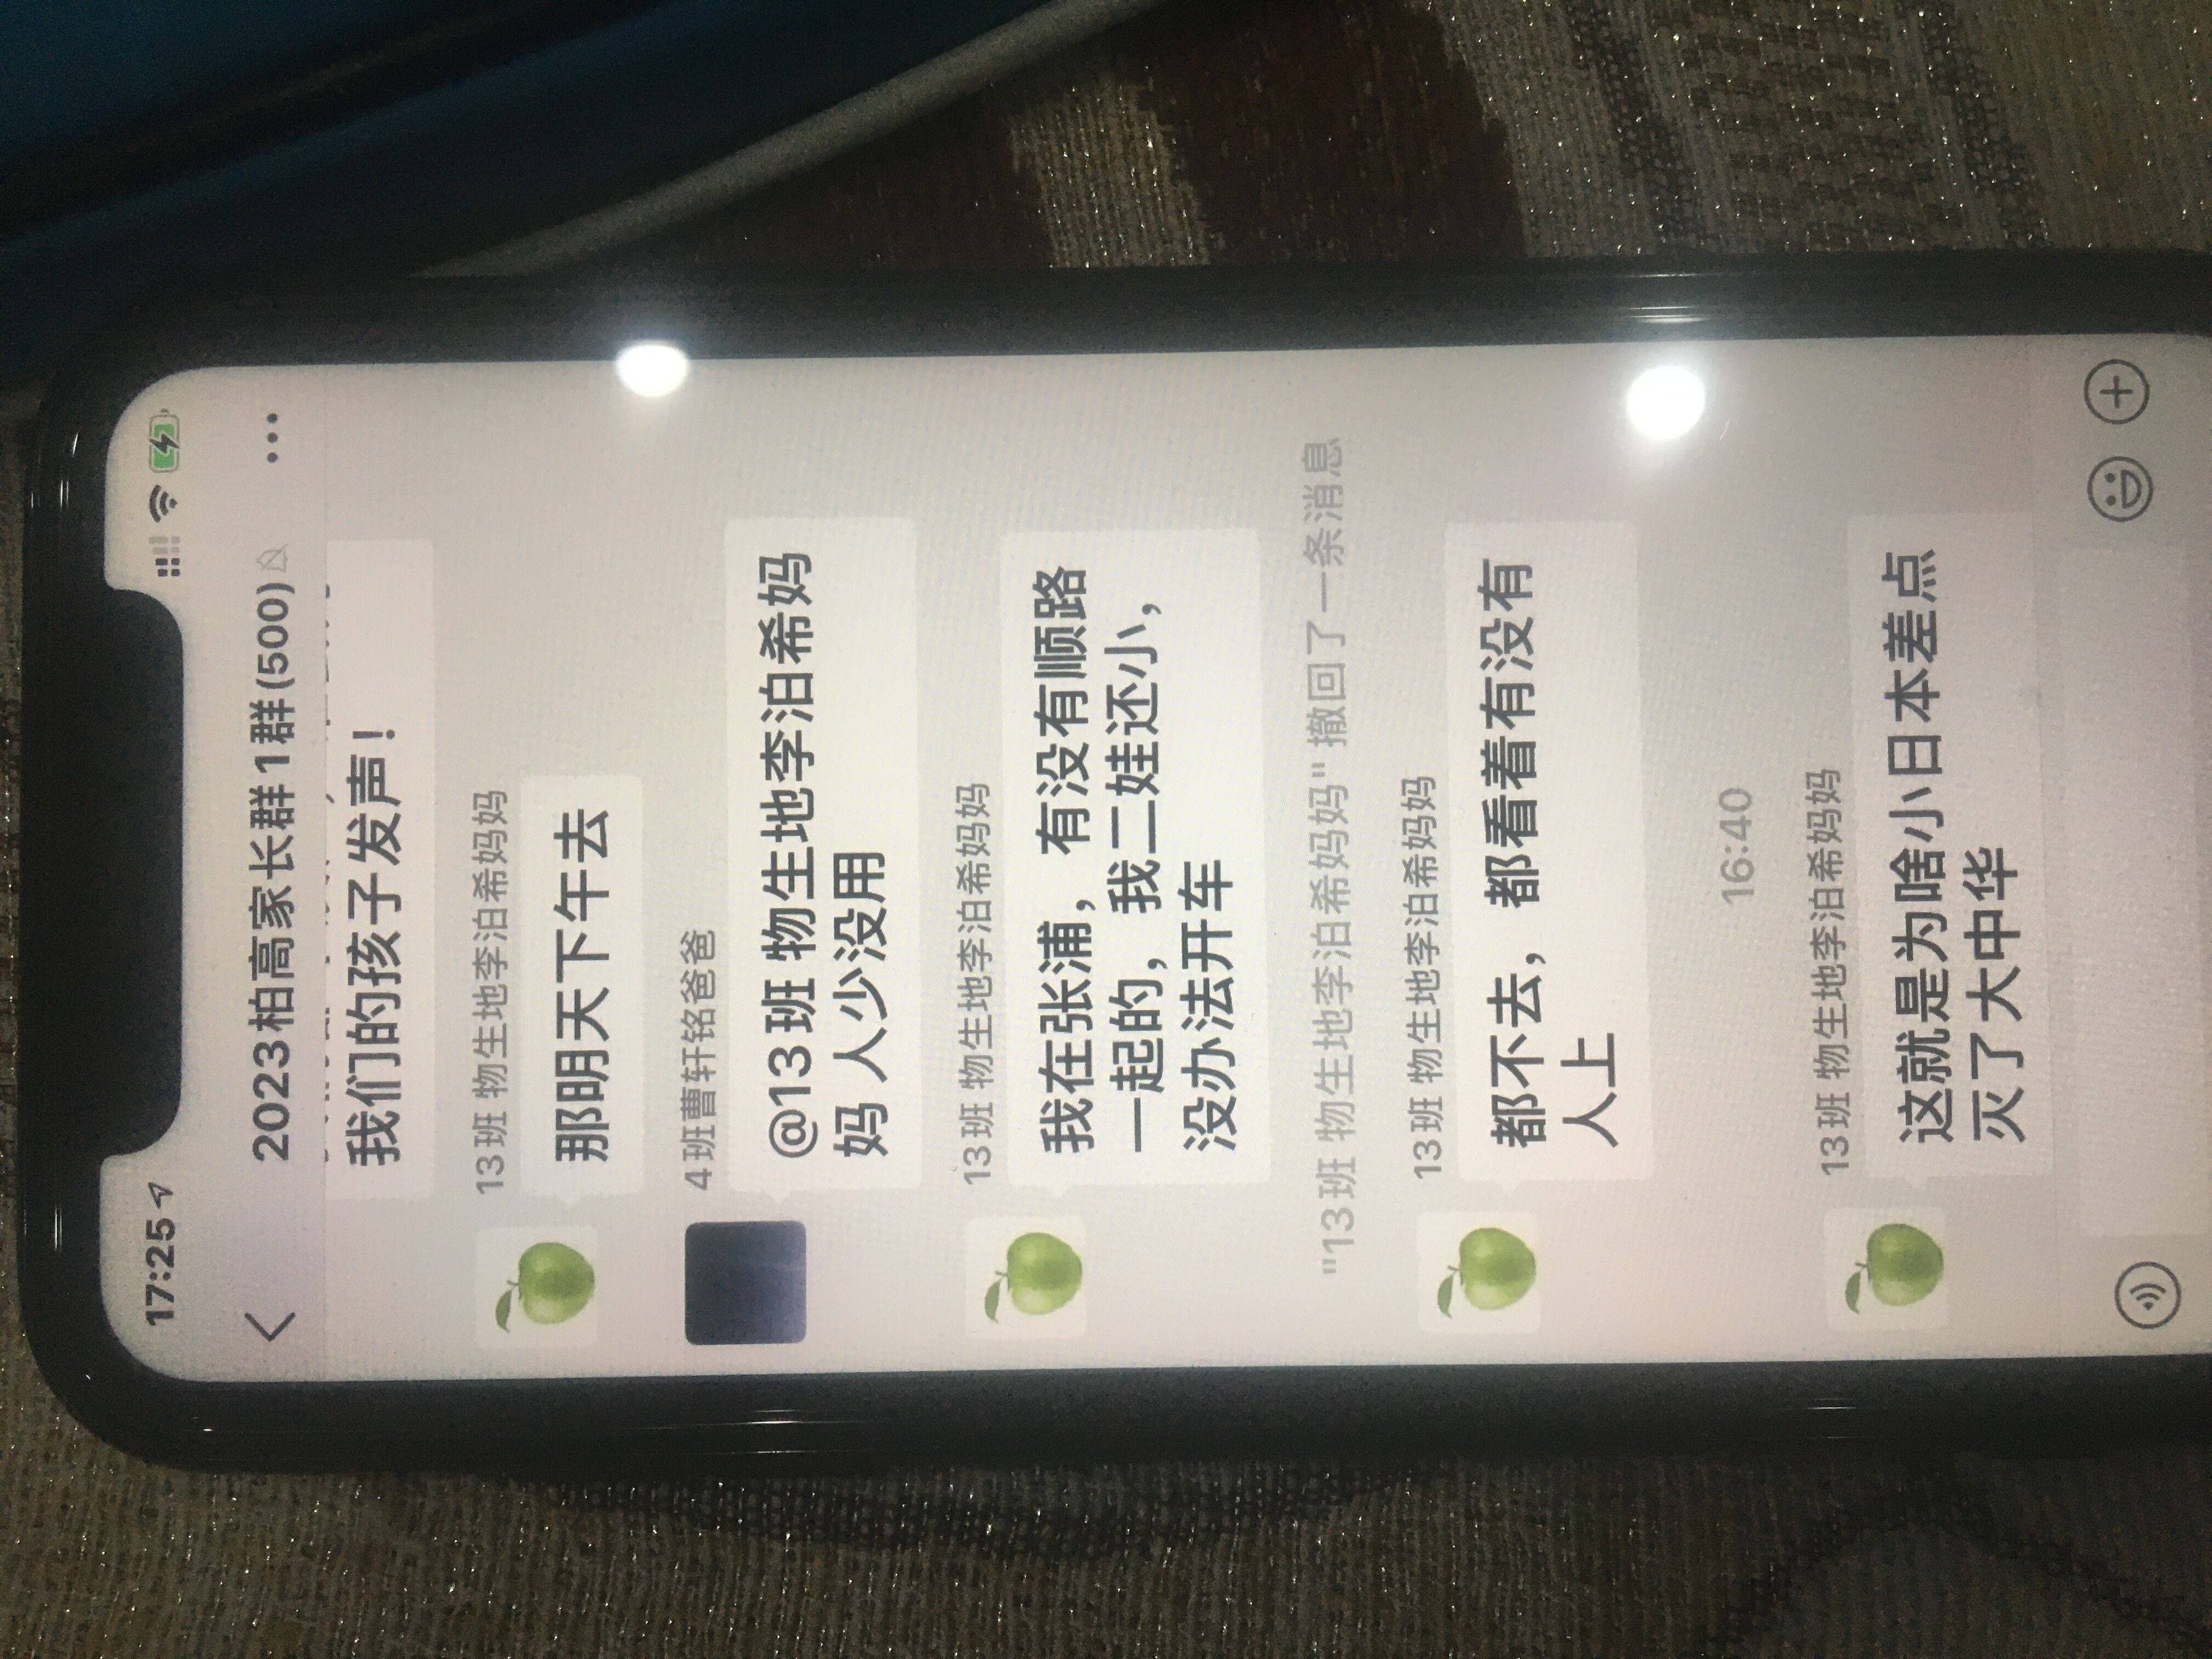 17:25
2023柏高家长群1群(500)
我们的孩子发声！
13班 物生地李泊希妈妈
那明天下午去
4班曹轩铭爸爸
@13班 物生地李泊希妈
妈 人少没用
13班 物生地李泊希妈妈
我在张浦，有没有顺路
一起的，我二娃还小，
没办法开车
"13班 物生地李泊希妈妈" 撤回了一条消息
13班 物生地李泊希妈妈
都不去，都看着有没有
人上
16:40
13班 物生地李泊希妈妈
这就是为啥小日本差点
灭了大中华